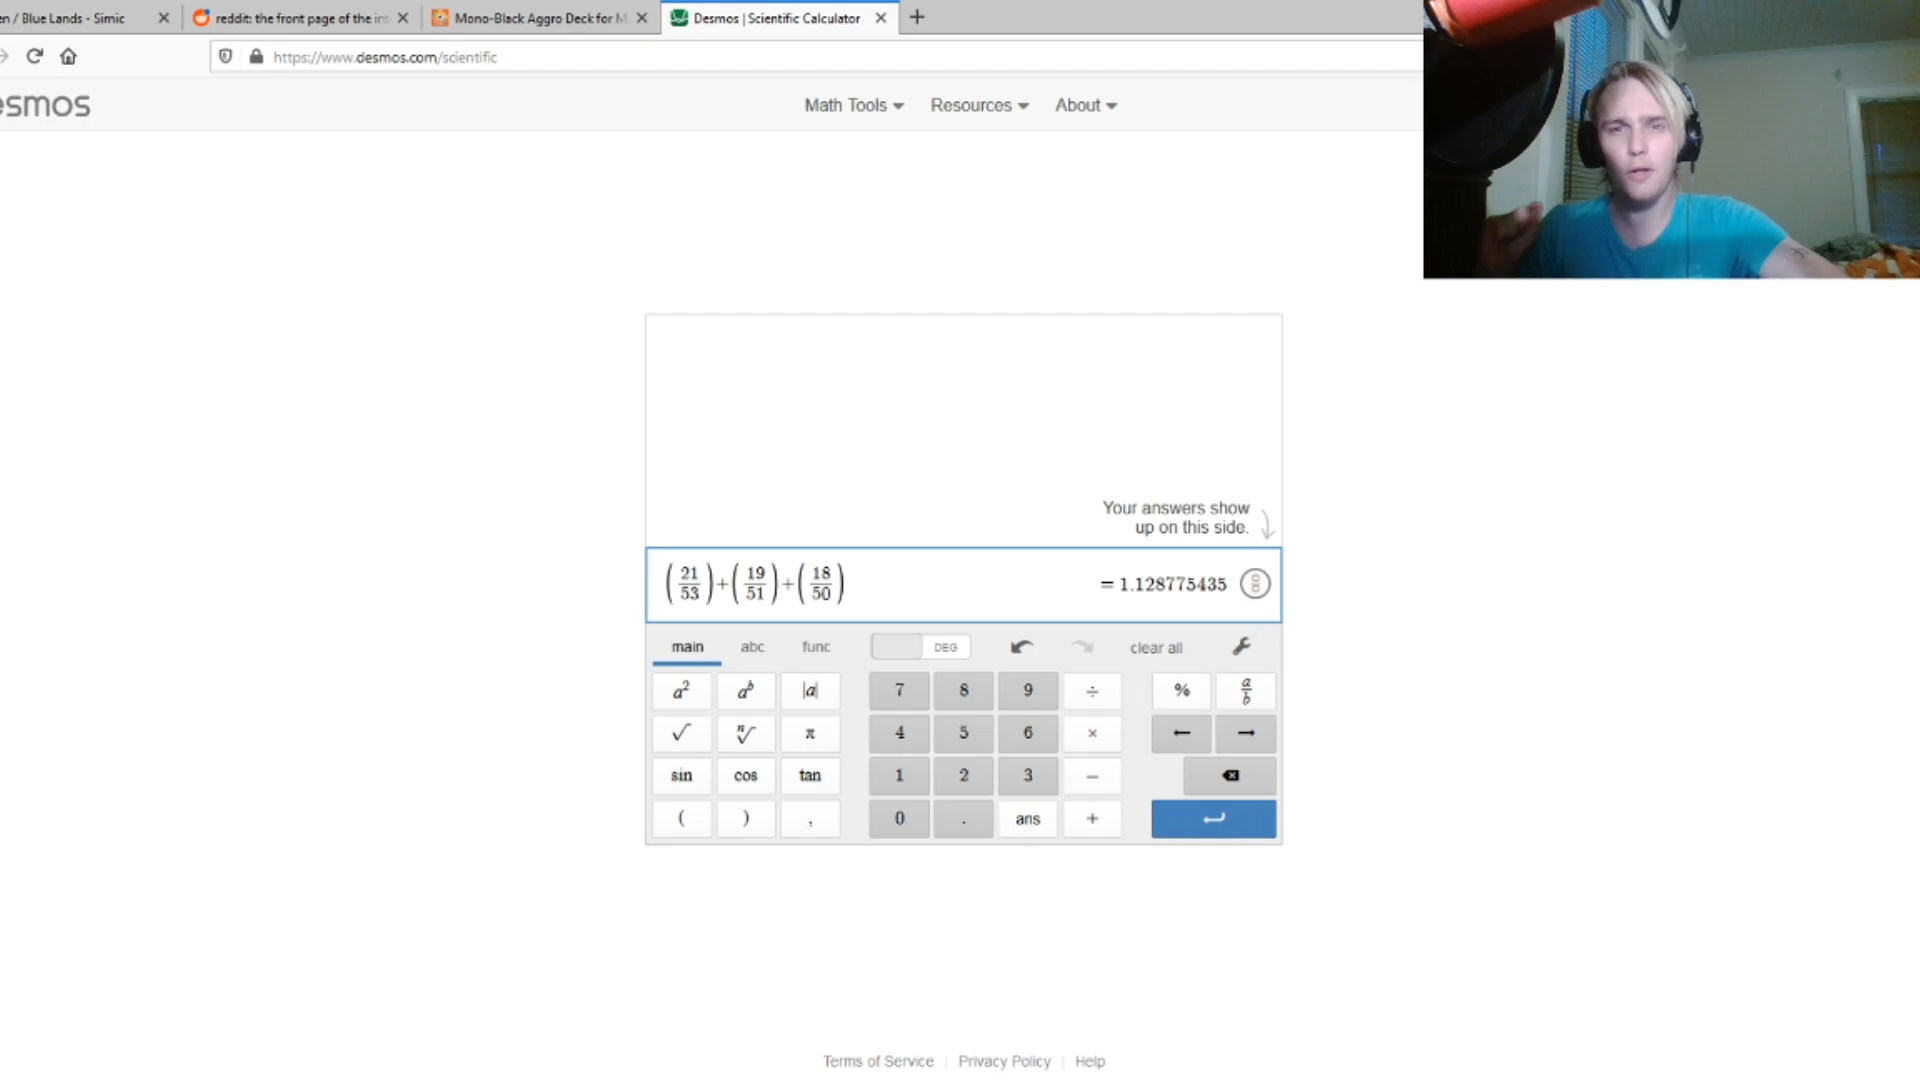 en / Blue Lands - Simic
reddit: the front page of the int
Mono-Black Aggro Deck for M
Desmos | Scientific Calculator
https://www.desmos.com/scientific
esmos
Math Tools
Resources
About
Your answers show
up on this side.
(21/53)+(19/51)+(18/50)
= 1.128775435
main abc func DEG clear all
a² aᵇ |a| 7 8 9 ÷ % a/b
√ ⁿ√ π 4 5 6 × ← →
sin cos tan 1 2 3 −
( ) , 0 . ans +
Terms of Service | Privacy Policy | Help